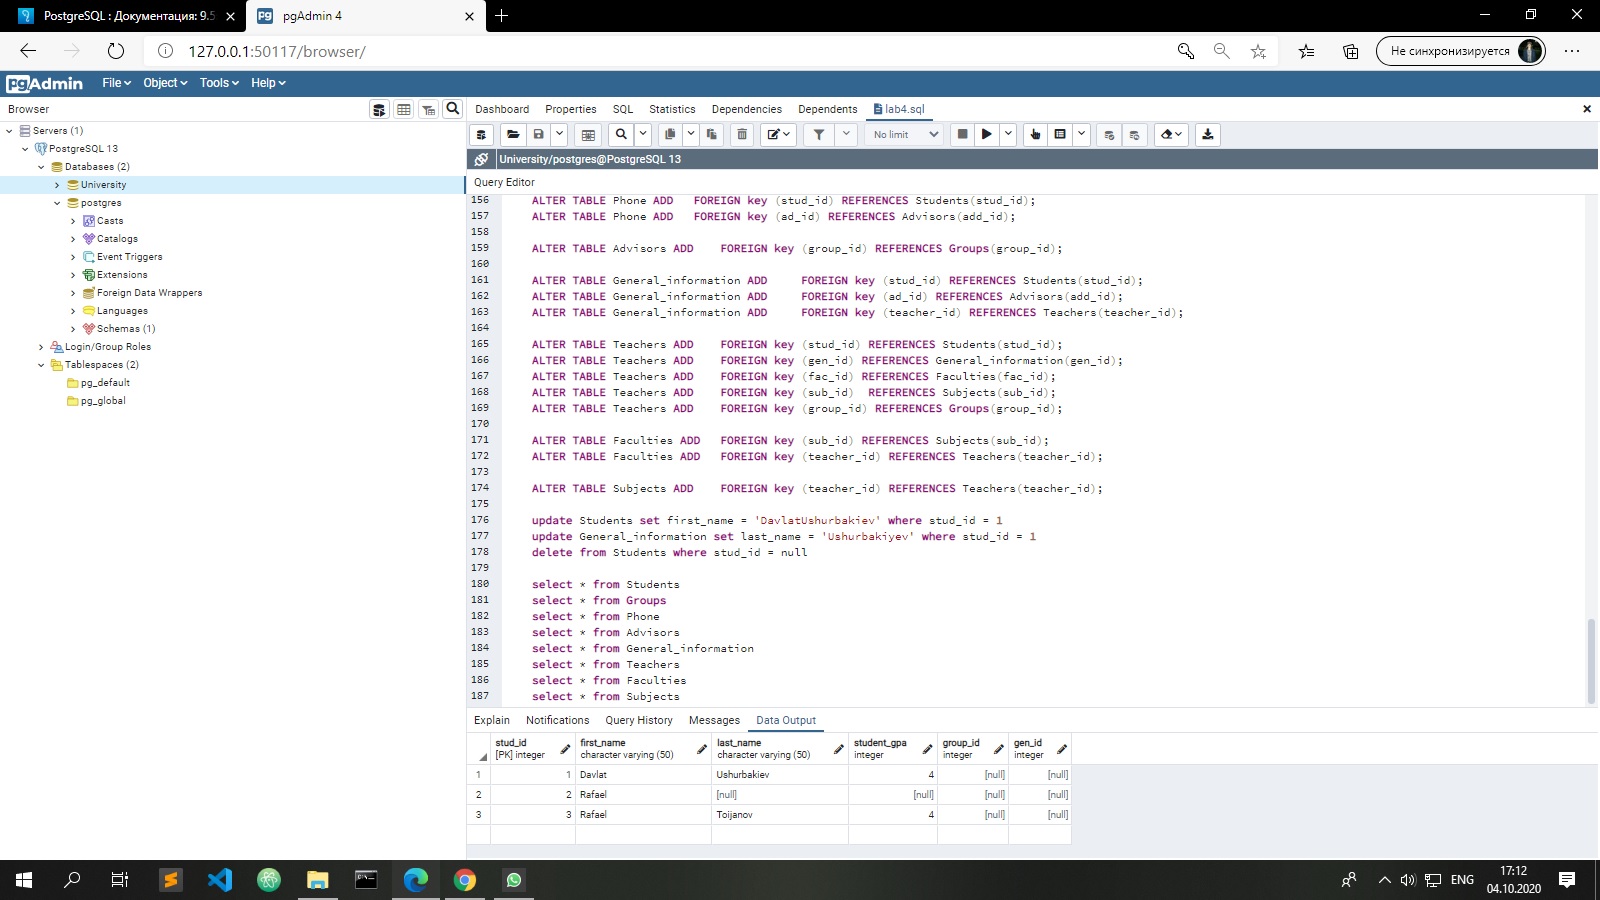 PostgreSQL : Документация: 9.5
pgAdmin 4
127.0.0.1:50117/browser/
Не синхронизируется
pgAdmin
File
Object
Tools
Help
Browser
Dashboard
Properties
SQL
Statistics
Dependencies
Dependents
lab4.sql
Servers (1)
PostgreSQL 13
Databases (2)
University
postgres
Casts
Catalogs
Event Triggers
Extensions
Foreign Data Wrappers
Languages
Schemas (1)
Login/Group Roles
Tablespaces (2)
pg_default
pg_global
No limit
University/postgres@PostgreSQL 13
Query Editor
156 ALTER TABLE Phone ADD FOREIGN key (stud_id) REFERENCES Students(stud_id);
157 ALTER TABLE Phone ADD FOREIGN key (ad_id) REFERENCES Advisors(add_id);
158
159 ALTER TABLE Advisors ADD FOREIGN key (group_id) REFERENCES Groups(group_id);
160
161 ALTER TABLE General_information ADD FOREIGN key (stud_id) REFERENCES Students(stud_id);
162 ALTER TABLE General_information ADD FOREIGN key (ad_id) REFERENCES Advisors(add_id);
163 ALTER TABLE General_information ADD FOREIGN key (teacher_id) REFERENCES Teachers(teacher_id);
164
165 ALTER TABLE Teachers ADD FOREIGN key (stud_id) REFERENCES Students(stud_id);
166 ALTER TABLE Teachers ADD FOREIGN key (gen_id) REFERENCES General_information(gen_id);
167 ALTER TABLE Teachers ADD FOREIGN key (fac_id) REFERENCES Faculties(fac_id);
168 ALTER TABLE Teachers ADD FOREIGN key (sub_id) REFERENCES Subjects(sub_id);
169 ALTER TABLE Teachers ADD FOREIGN key (group_id) REFERENCES Groups(group_id);
170
171 ALTER TABLE Faculties ADD FOREIGN key (sub_id) REFERENCES Subjects(sub_id);
172 ALTER TABLE Faculties ADD FOREIGN key (teacher_id) REFERENCES Teachers(teacher_id);
173
174 ALTER TABLE Subjects ADD FOREIGN key (teacher_id) REFERENCES Teachers(teacher_id);
175
176 update Students set first_name = 'DavlatUshurbakiev' where stud_id = 1
177 update General_information set last_name = 'Ushurbakiyev' where stud_id = 1
178 delete from Students where stud_id = null
179
180 select * from Students
181 select * from Groups
182 select * from Phone
183 select * from Advisors
184 select * from General_information
185 select * from Teachers
186 select * from Faculties
187 select * from Subjects
Explain
Notifications
Query History
Messages
Data Output
stud_id [PK] integer
first_name character varying (50)
last_name character varying (50)
student_gpa integer
group_id integer
gen_id integer
1 1 Davlat Ushurbakiev 4 [null] [null]
2 2 Rafael [null] [null] [null] [null]
3 3 Rafael Toijanov 4 [null] [null]
ENG
17:12
04.10.2020